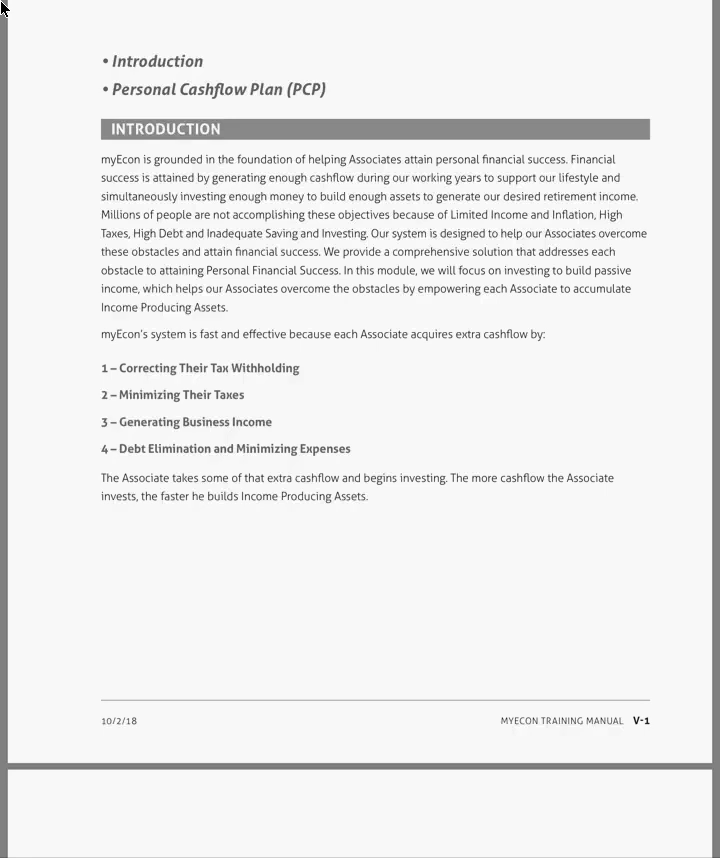 • Introduction
• Personal Cashflow Plan (PCP)
INTRODUCTION
myEcon is grounded in the foundation of helping Associates attain personal financial success. Financial
success is attained by generating enough cashflow during our working years to support our lifestyle and
simultaneously investing enough money to build enough assets to generate our desired retirement income.
Millions of people are not accomplishing these objectives because of Limited Income and Inflation, High
Taxes, High Debt and Inadequate Saving and Investing. Our system is designed to help our Associates overcome
these obstacles and attain financial success. We provide a comprehensive solution that addresses each
obstacle to attaining Personal Financial Success. In this module, we will focus on investing to build passive
income, which helps our Associates overcome the obstacles by empowering each Associate to accumulate
Income Producing Assets.
myEcon's system is fast and effective because each Associate acquires extra cashflow by:
1 – Correcting Their Tax Withholding
2 – Minimizing Their Taxes
3 – Generating Business Income
4 – Debt Elimination and Minimizing Expenses
The Associate takes some of that extra cashflow and begins investing. The more cashflow the Associate
invests, the faster he builds Income Producing Assets.
10/2/18 MYECON TRAINING MANUAL V-1